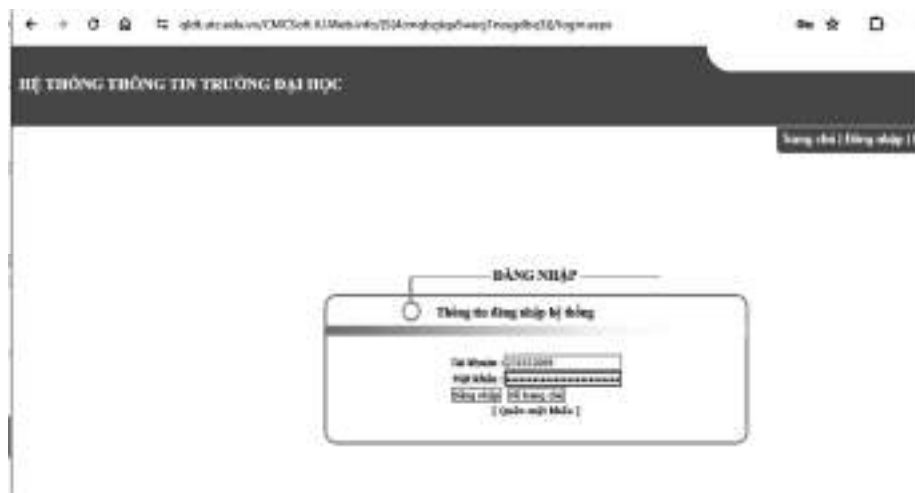 HỆ THỐNG THÔNG TIN TRƯỜNG ĐẠI HỌC
Trang chủ | Đăng nhập |
ĐĂNG NHẬP
Thông tin đăng nhập hệ thống
Tài khoản :
Mật khẩu :
Đăng nhập Về trang chủ
[ Quên mật khẩu ]